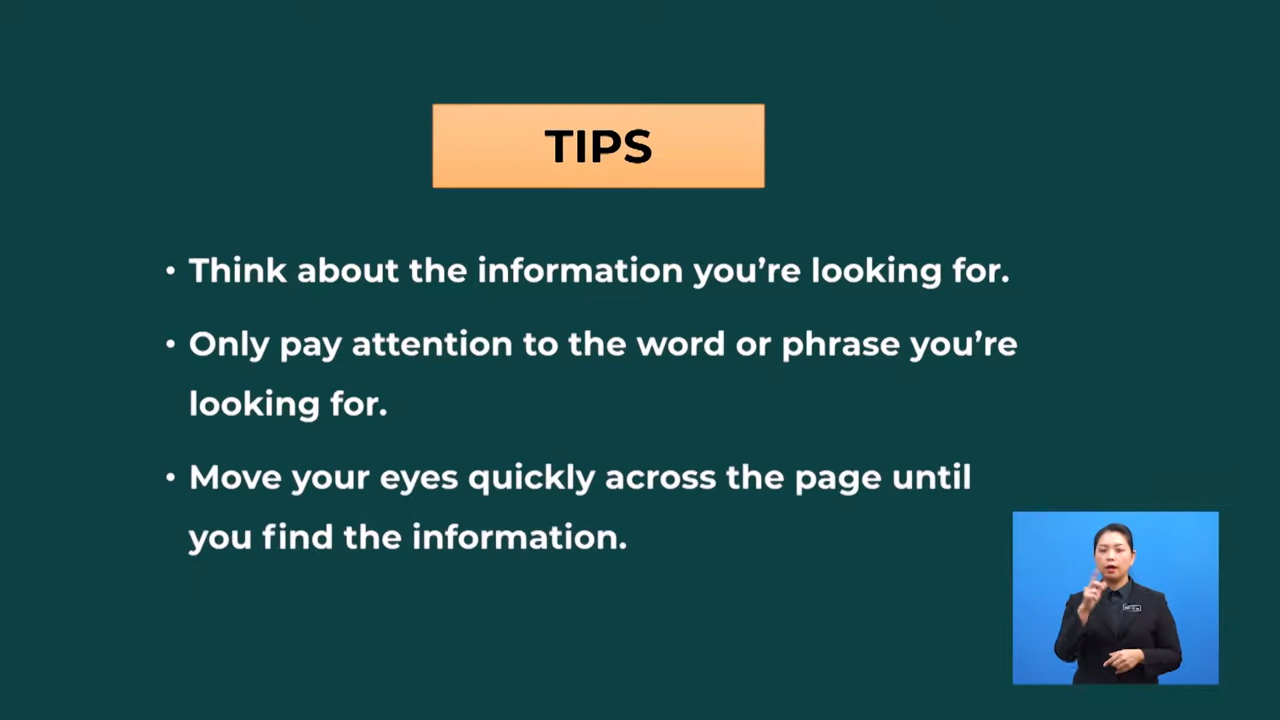 TIPS
• Think about the information you’re looking for.
• Only pay attention to the word or phrase you’re
looking for.
• Move your eyes quickly across the page until
you find the information.